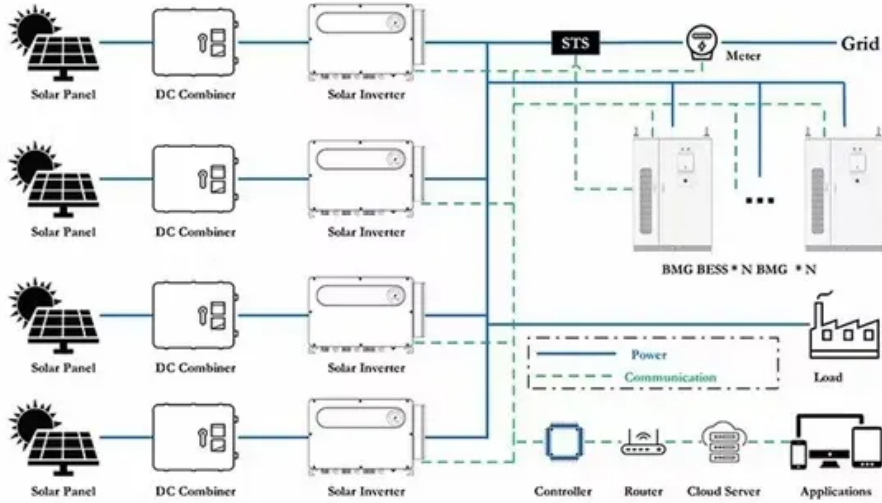 STS
Grid
Meter
Solar Panel
DC Combiner
Solar Inverter
Solar Panel
DC Combiner
Solar Inverter
BMG BESS * N BMG * N
Solar Panel
DC Combiner
Solar Inverter
Power
Communication
Load
Solar Panel
DC Combiner
Solar Inverter
Controller
Router
Cloud Server
Applications